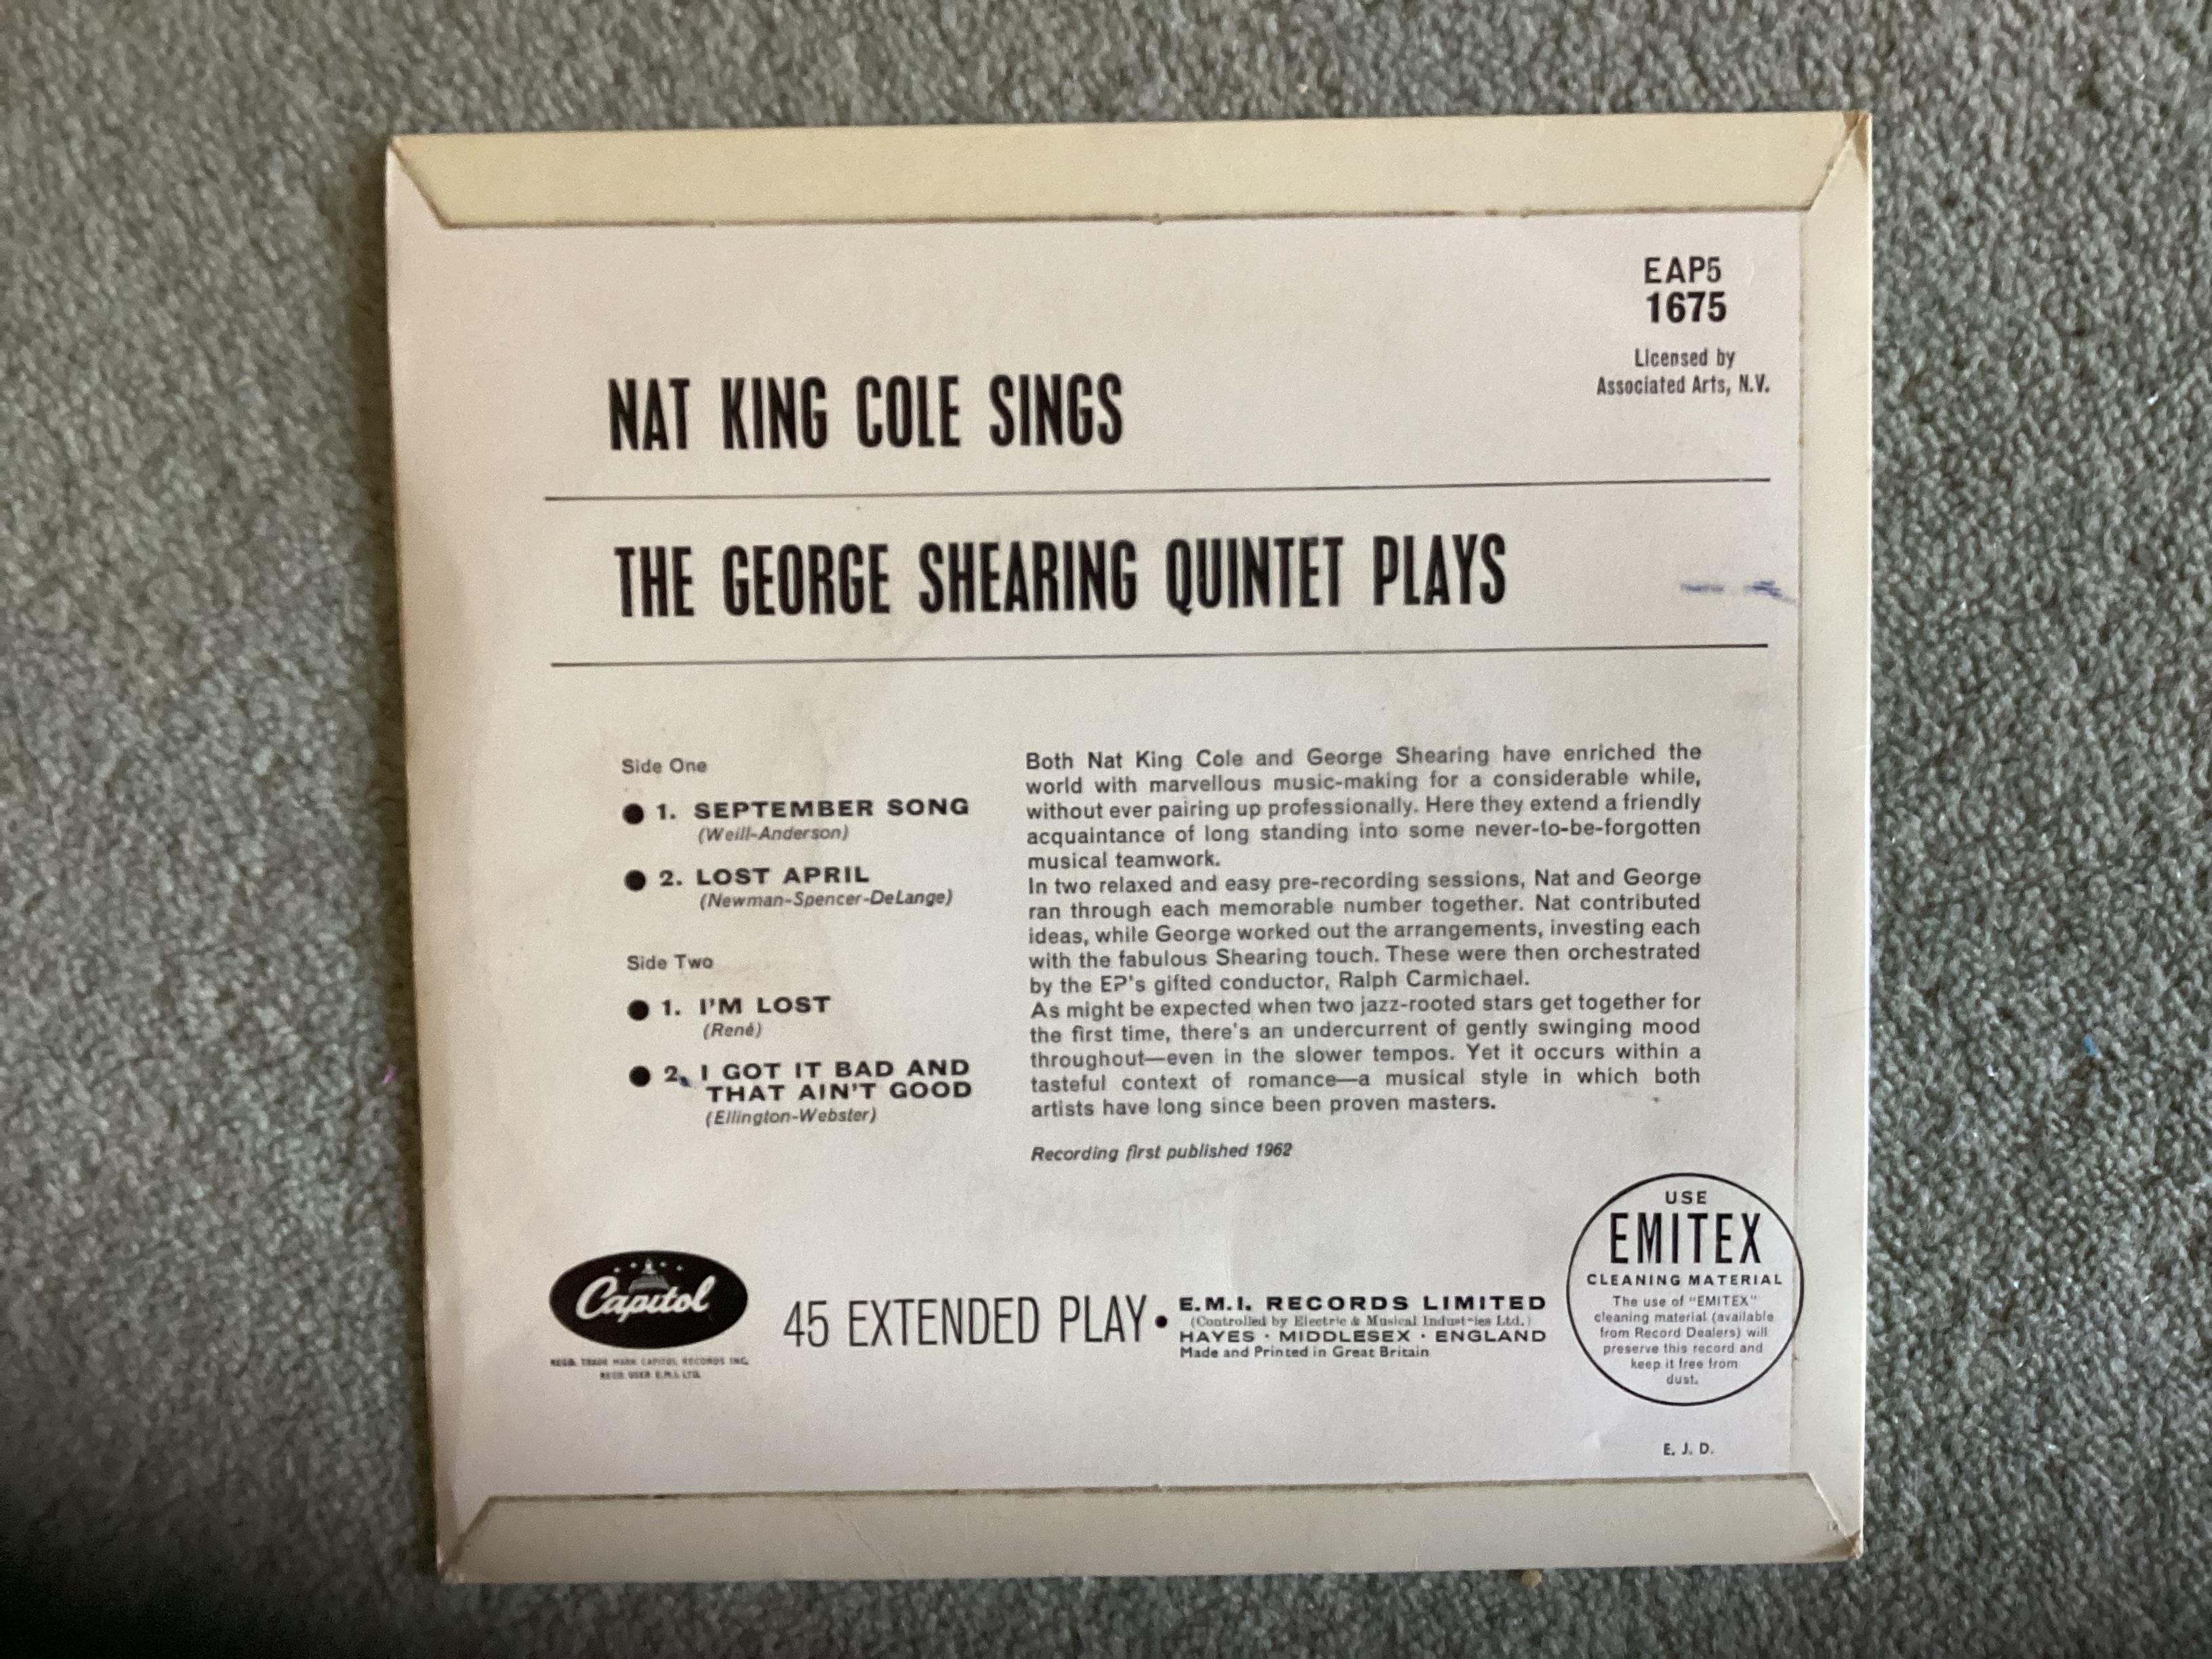 EAP5
1675
Licensed by
Associated Arts, N.V.
NAT KING COLE SINGS
THE GEORGE SHEARING QUINTET PLAYS
Side One
● 1. SEPTEMBER SONG
(Weill-Anderson)
● 2. LOST APRIL
(Newman-Spencer-DeLange)
Side Two
● 1. I'M LOST
(René)
● 2. I GOT IT BAD AND
THAT AIN'T GOOD
(Ellington-Webster)
Both Nat King Cole and George Shearing have enriched the
world with marvellous music-making for a considerable while,
without ever pairing up professionally. Here they extend a friendly
acquaintance of long standing into some never-to-be-forgotten
musical teamwork.
In two relaxed and easy pre-recording sessions, Nat and George
ran through each memorable number together. Nat contributed
ideas, while George worked out the arrangements, investing each
with the fabulous Shearing touch. These were then orchestrated
by the EP's gifted conductor, Ralph Carmichael.
As might be expected when two jazz-rooted stars get together for
the first time, there's an undercurrent of gently swinging mood
throughout—even in the slower tempos. Yet it occurs within a
tasteful context of romance—a musical style in which both
artists have long since been proven masters.
Recording first published 1962
Capitol
REGD. TRADE MARK CAPITOL RECORDS INC.
REGD. USER E.M.I. LTD.
45 EXTENDED PLAY •
E.M.I. RECORDS LIMITED
(Controlled by Electric & Musical Industries Ltd.)
HAYES · MIDDLESEX · ENGLAND
Made and Printed in Great Britain
USE
EMITEX
CLEANING MATERIAL
The use of "EMITEX"
cleaning material (available
from Record Dealers) will
preserve this record and
keep it free from
dust.
E. J. D.